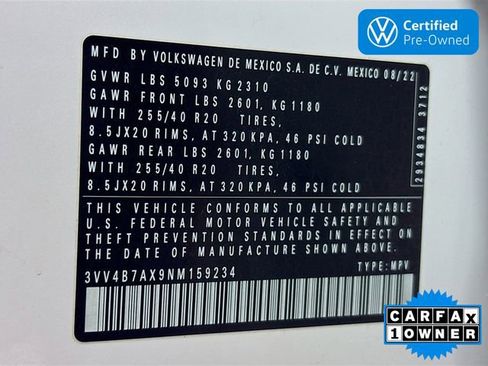 Certified
Pre-Owned
MFD BY VOLKSWAGEN DE MEXICO S.A. DE C.V. MEXICO 08/22
GVWR LBS 5093 KG 2310
GAWR FRONT LBS 2601, KG 1180
WITH 255/40 R20 TIRES,
8.5JX20 RIMS, AT 320 KPA, 46 PSI COLD
GAWR REAR LBS 2601, KG 1180
WITH 255/40 R20 TIRES,
8.5JX20 RIMS, AT 320 KPA, 46 PSI COLD
2934834 3712
THIS VEHICLE CONFORMS TO ALL APPLICABLE
U.S. FEDERAL MOTOR VEHICLE SAFETY AND
THEFT PREVENTION STANDARDS IN EFFECT ON
THE DATE OF MANUFACTURE SHOWN ABOVE.
3VV4B7AX9NM159234
TYPE: MPV
CARFAX
1 OWNER